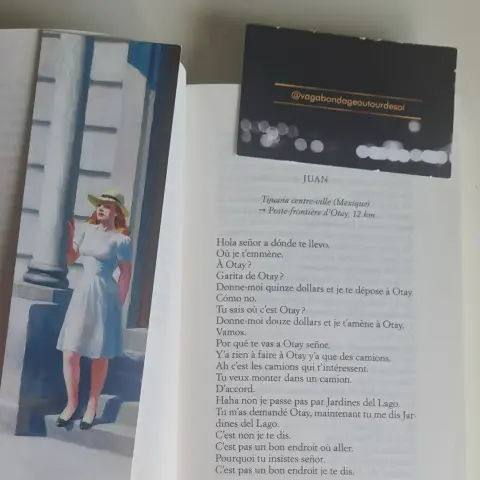 @vagabondageautourdesoi
JUAN
Tijuana centre-ville (Mexique)
→ Poste-frontière d'Otay, 12 km
Hola señor a dónde te llevo.
Où je t'emmène.
À Otay ?
Garita de Otay ?
Donne-moi quinze dollars et je te dépose à Otay.
Cómo no.
Tu sais où c'est Otay ?
Donne-moi douze dollars et je t'amène à Otay.
Vamos.
Por qué te vas a Otay señor.
Y'a rien à faire à Otay y'a que des camions.
Ah c'est les camions qui t'intéressent.
Tu veux monter dans un camion.
D'accord.
Haha non je passe pas par Jardines del Lago.
Tu m'as demandé Otay, maintenant tu me dis Jar-
dines del Lago.
C'est non je te dis.
C'est pas un bon endroit où aller.
Pourquoi tu insistes señor.
C'est pas un bon endroit je te dis.